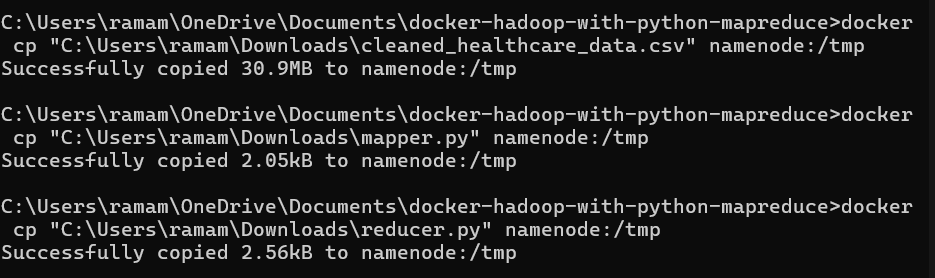 C:\Users\ramam\OneDrive\Documents\docker-hadoop-with-python-mapreduce>docker
cp "C:\Users\ramam\Downloads\cleaned_healthcare_data.csv" namenode:/tmp
Successfully copied 30.9MB to namenode:/tmp
C:\Users\ramam\OneDrive\Documents\docker-hadoop-with-python-mapreduce>docker
cp "C:\Users\ramam\Downloads\mapper.py" namenode:/tmp
Successfully copied 2.05kB to namenode:/tmp
C:\Users\ramam\OneDrive\Documents\docker-hadoop-with-python-mapreduce>docker
cp "C:\Users\ramam\Downloads\reducer.py" namenode:/tmp
Successfully copied 2.56kB to namenode:/tmp